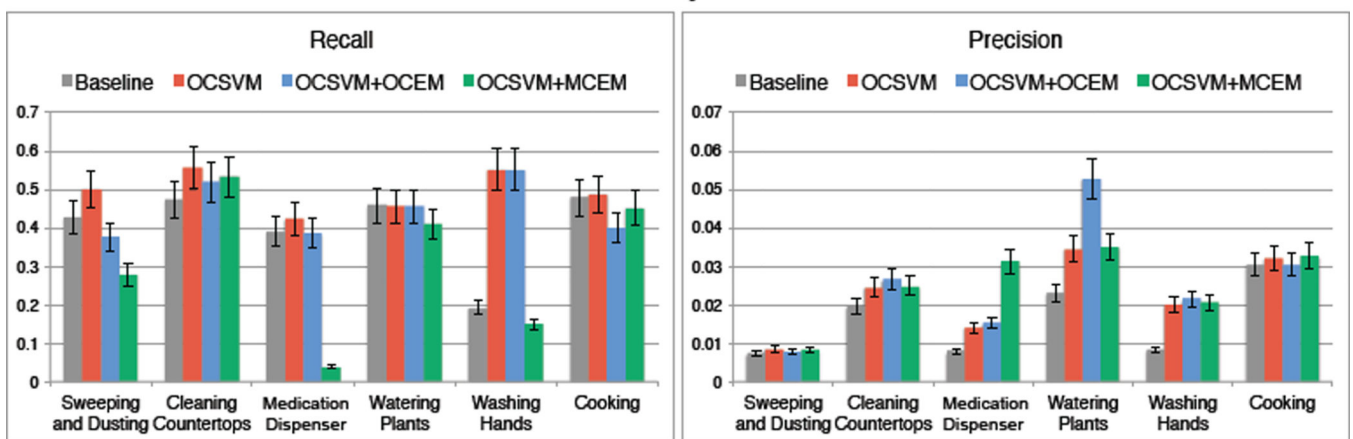 Recall
Baseline OCSVM OCSVM+OCEM OCSVM+MCEM
0.7
0.6
0.5
0.4
0.3
0.2
0.1
0
Sweeping and Dusting
Cleaning Countertops
Medication Dispenser
Watering Plants
Washing Hands
Cooking
Precision
Baseline OCSVM OCSVM+OCEM OCSVM+MCEM
0.07
0.06
0.05
0.04
0.03
0.02
0.01
0
Sweeping and Dusting
Cleaning Countertops
Medication Dispenser
Watering Plants
Washing Hands
Cooking